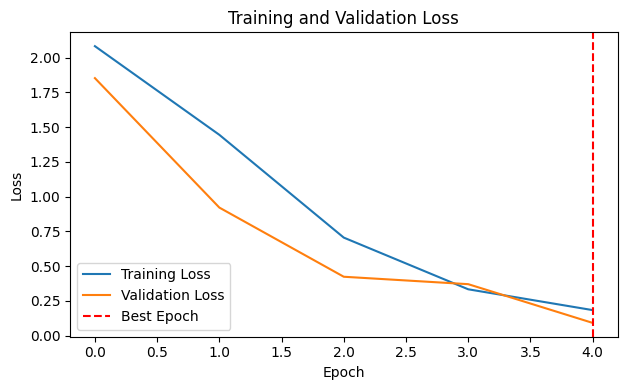 Training and Validation Loss
Loss
2.00
1.75
1.50
1.25
1.00
0.75
0.50
0.25
0.00
Training Loss
Validation Loss
Best Epoch
0.0 0.5 1.0 1.5 2.0 2.5 3.0 3.5 4.0
Epoch